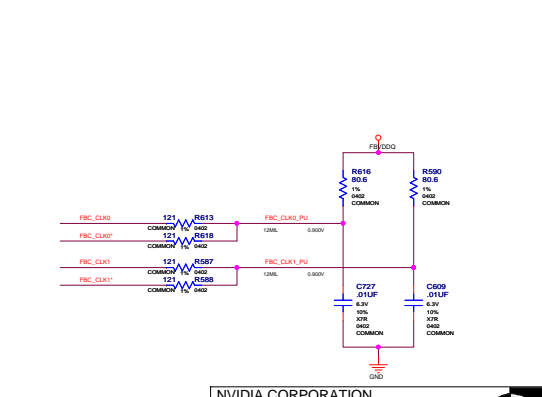 FBVDDQ
R616
80.6
1%
0402
COMMON
R590
80.6
1%
0402
COMMON
FBC_CLK0
121 R613
FBC_CLK0_PU
COMMON 1% 0402
12MIL 0.900V
FBC_CLK0*
121 R618
COMMON 1% 0402
FBC_CLK1
121 R587
FBC_CLK1_PU
COMMON 1% 0402
12MIL 0.900V
FBC_CLK1*
121 R588
COMMON 1% 0402
C727
.01UF
6.3V
10%
X7R
0402
COMMON
C609
.01UF
6.3V
10%
X7R
0402
COMMON
GND
NVIDIA CORPORATION